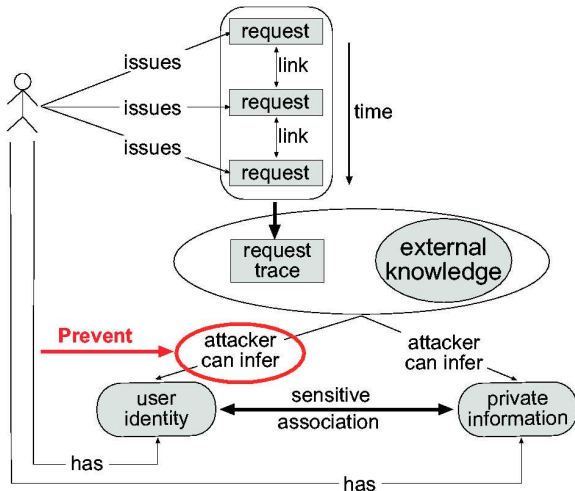 request
issues
link
issues
request
time
link
issues
request
request
trace
external
knowledge
Prevent
attacker
can infer
attacker
can infer
user
identity
sensitive
association
private
information
has
has